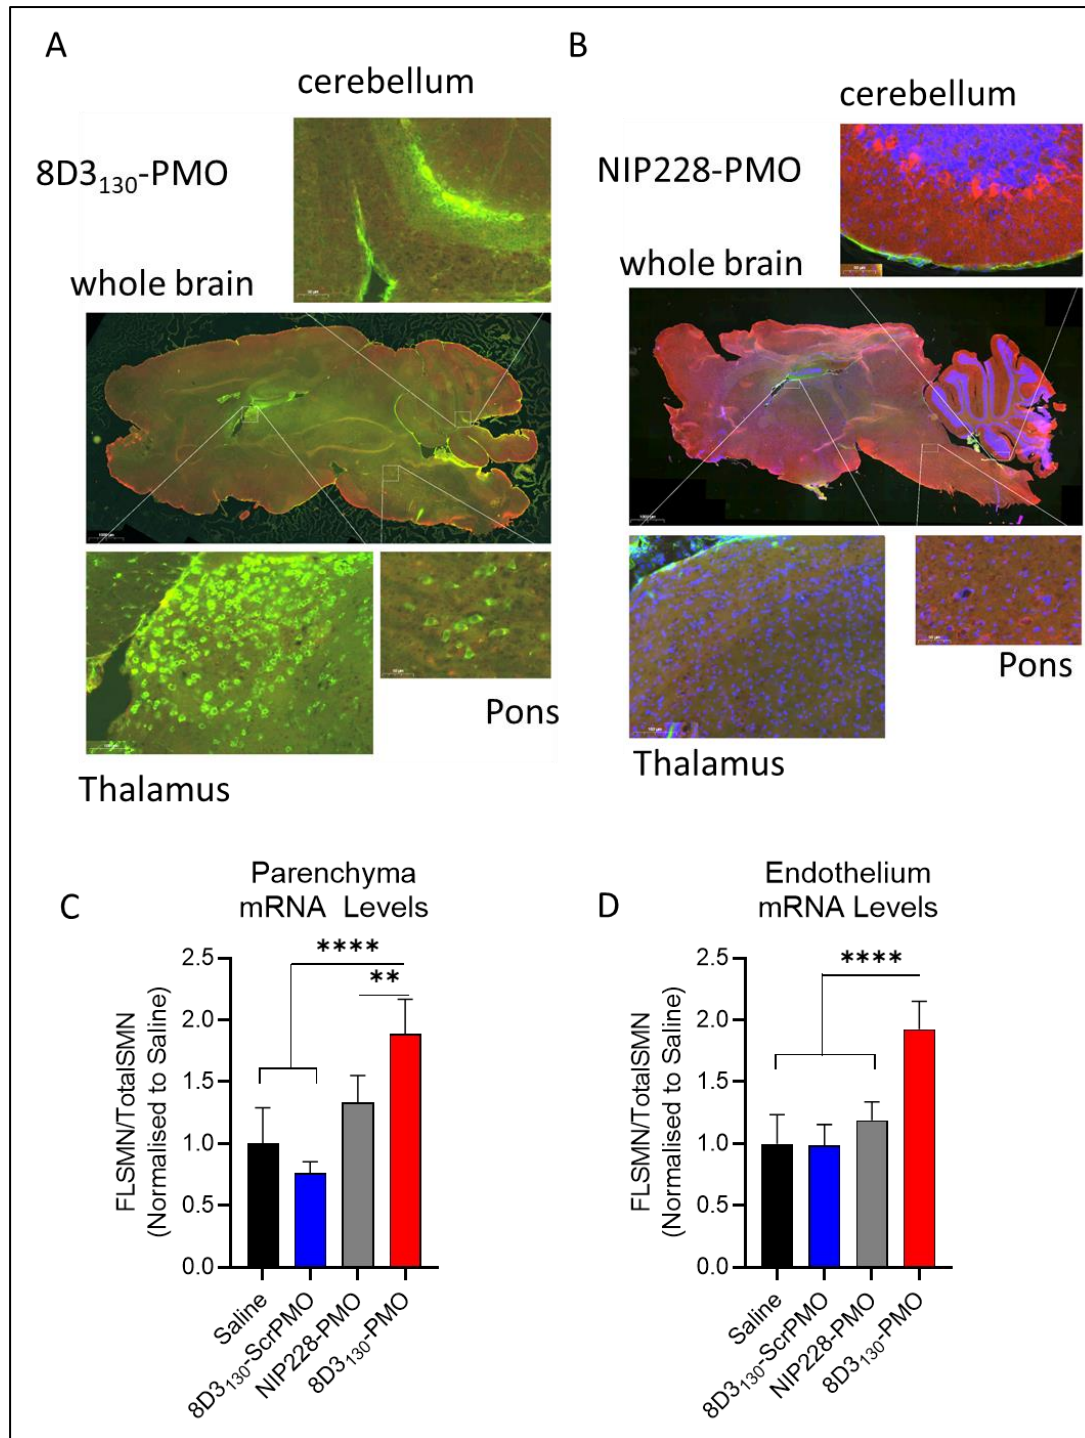 A
cerebellum
8D3₁₃₀-PMO
whole brain
Thalamus
Pons
B
cerebellum
NIP228-PMO
whole brain
Thalamus
Pons
C
Parenchyma
mRNA Levels
FLSMN/TotalSMN
(Normalised to Saline)
2.5
2.0
1.5
1.0
0.5
0.0
****
**
Saline
8D3₁₃₀-ScrPMO
NIP228-PMO
8D3₁₃₀-PMO
D
Endothelium
mRNA Levels
FLSMN/TotalSMN
(Normalised to Saline)
2.5
2.0
1.5
1.0
0.5
0.0
****
Saline
8D3₁₃₀-ScrPMO
NIP228-PMO
8D3₁₃₀-PMO